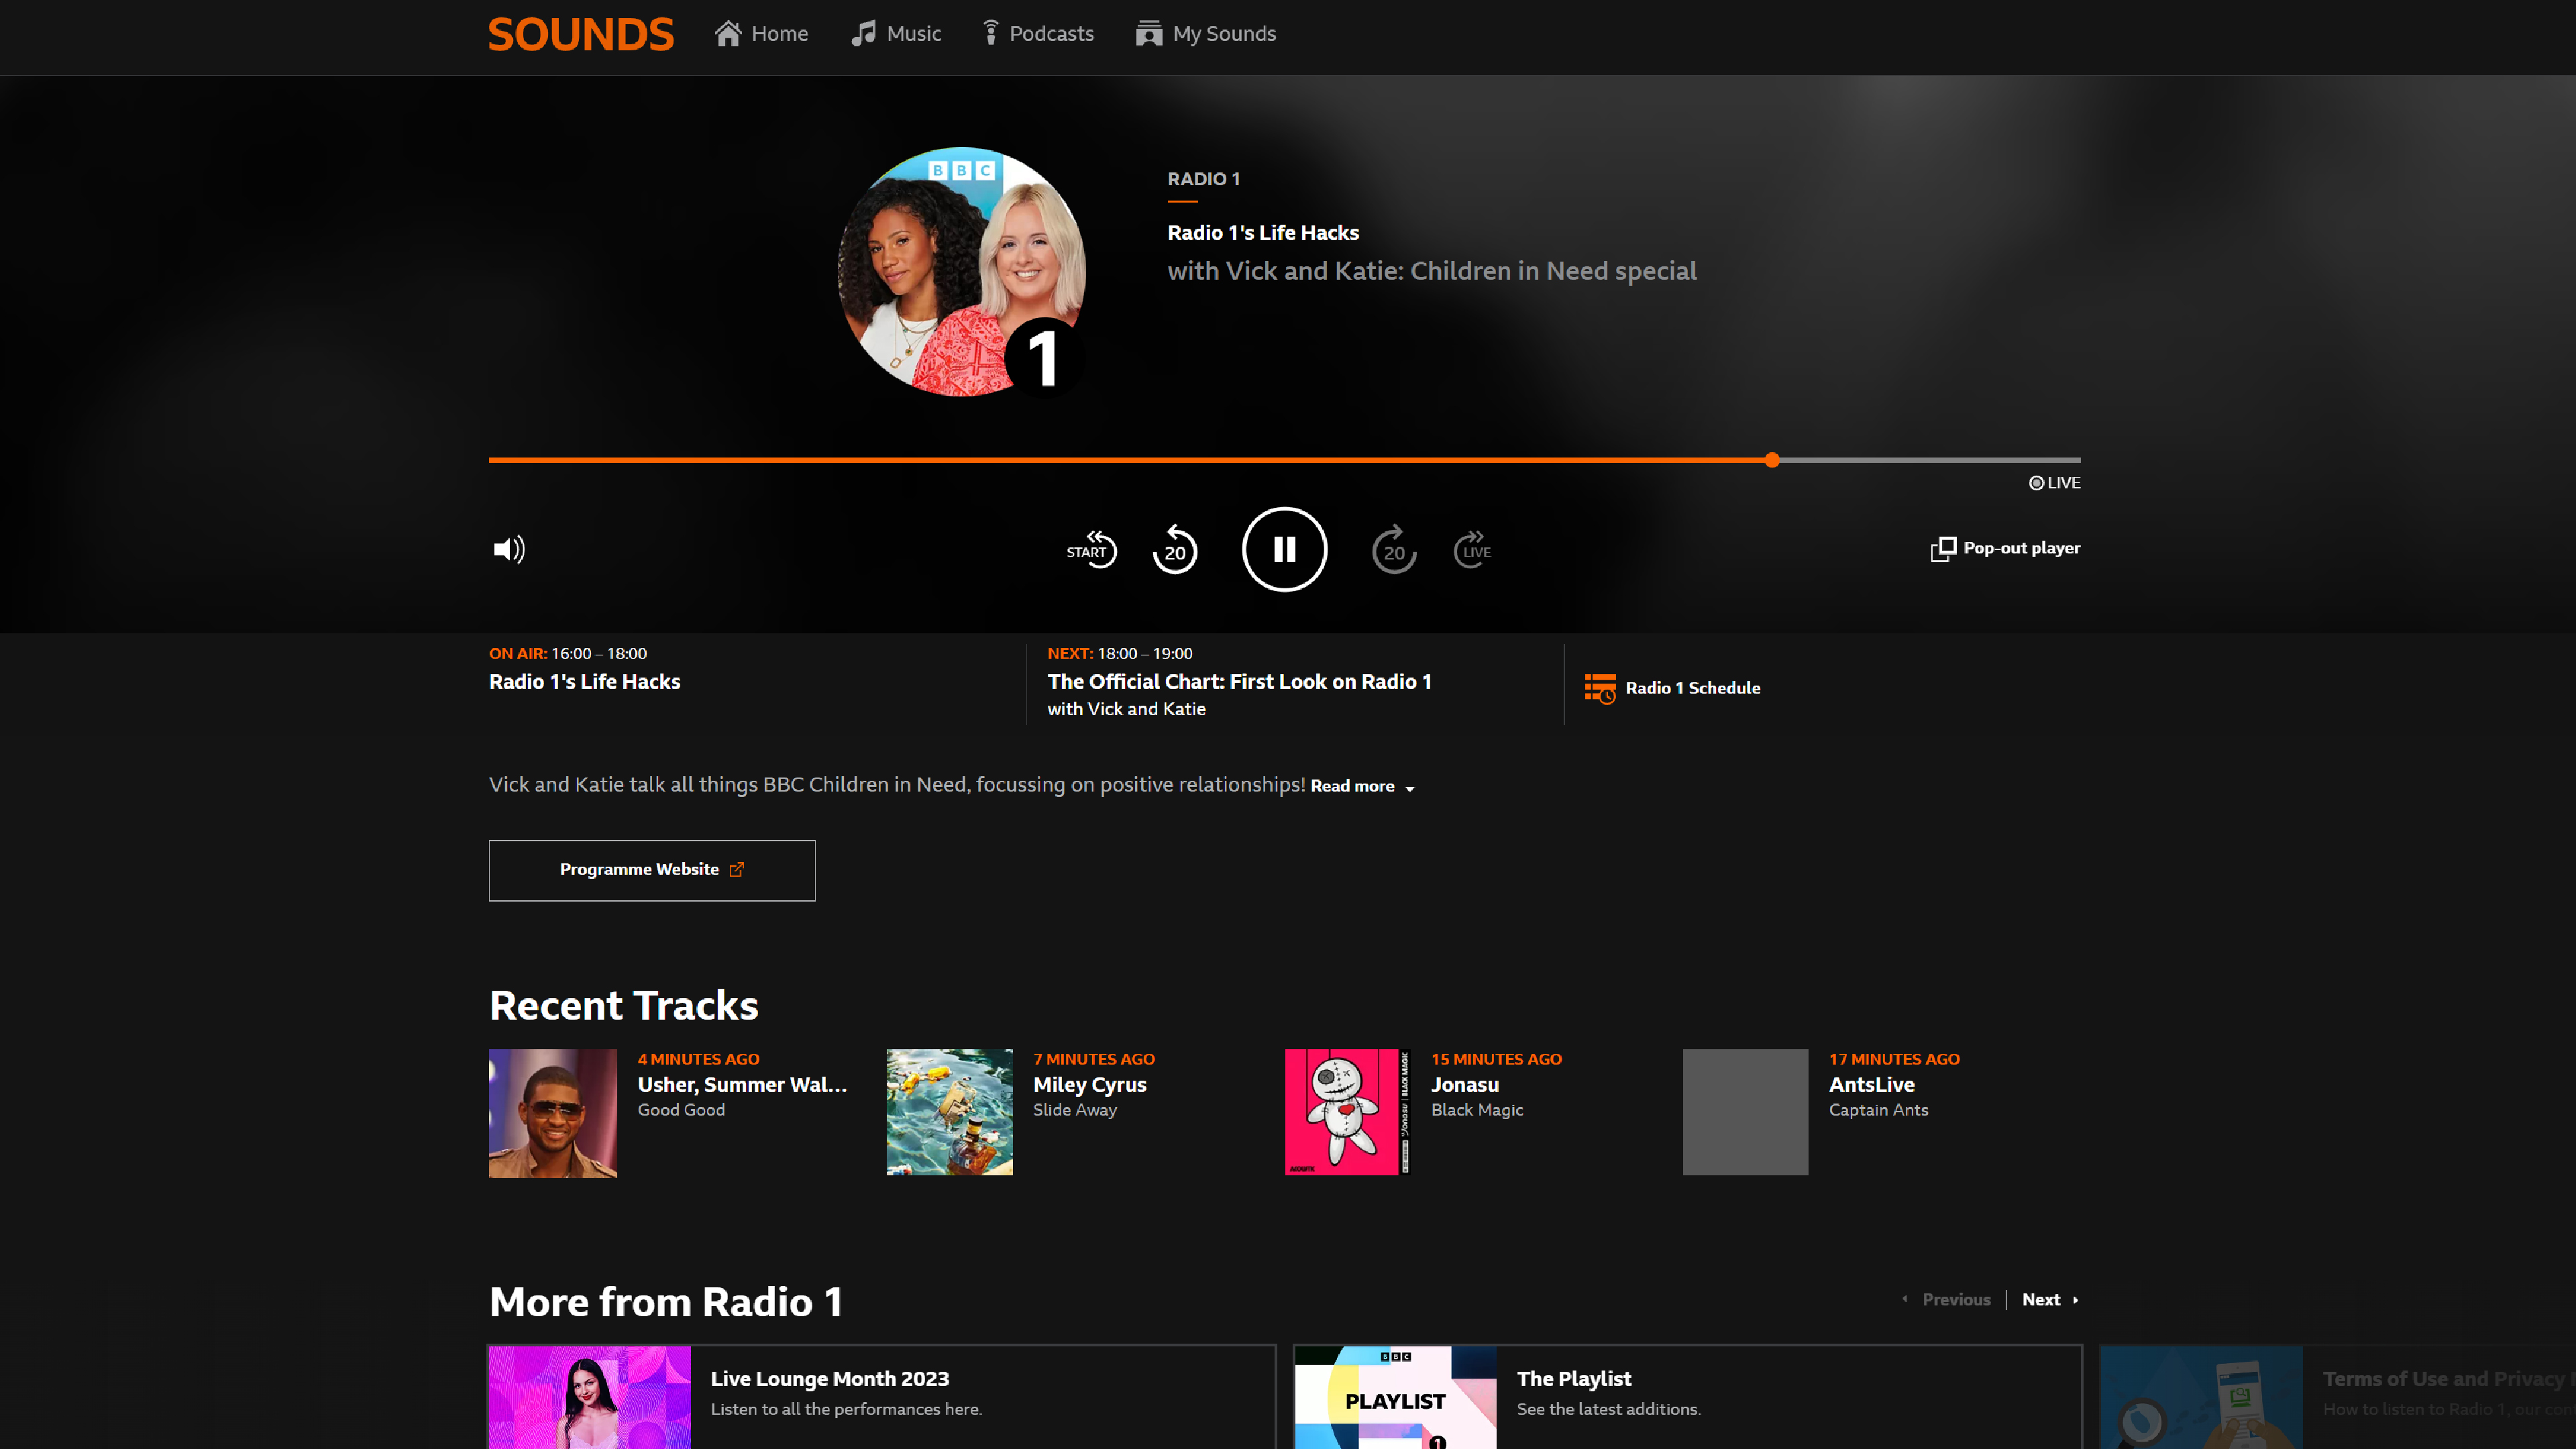 SOUNDS
Home
Music
Podcasts
My Sounds
BBC
1
RADIO 1
Radio 1's Life Hacks
with Vick and Katie: Children in Need special
LIVE
START
20
20
LIVE
Pop-out player
ON AIR: 16:00 – 18:00
Radio 1's Life Hacks
NEXT: 18:00 – 19:00
The Official Chart: First Look on Radio 1
with Vick and Katie
Radio 1 Schedule
Vick and Katie talk all things BBC Children in Need, focussing on positive relationships! Read more
Programme Website
Recent Tracks
4 MINUTES AGO
Usher, Summer Wal...
Good Good
7 MINUTES AGO
Miley Cyrus
Slide Away
JONASU | BLACK MAGIC
15 MINUTES AGO
Jonasu
Black Magic
17 MINUTES AGO
AntsLive
Captain Ants
More from Radio 1
Previous
Next
Live Lounge Month 2023
Listen to all the performances here.
BBC
PLAYLIST
1
The Playlist
See the latest additions.
Terms of Use and Privacy
How to listen to Radio 1, our con